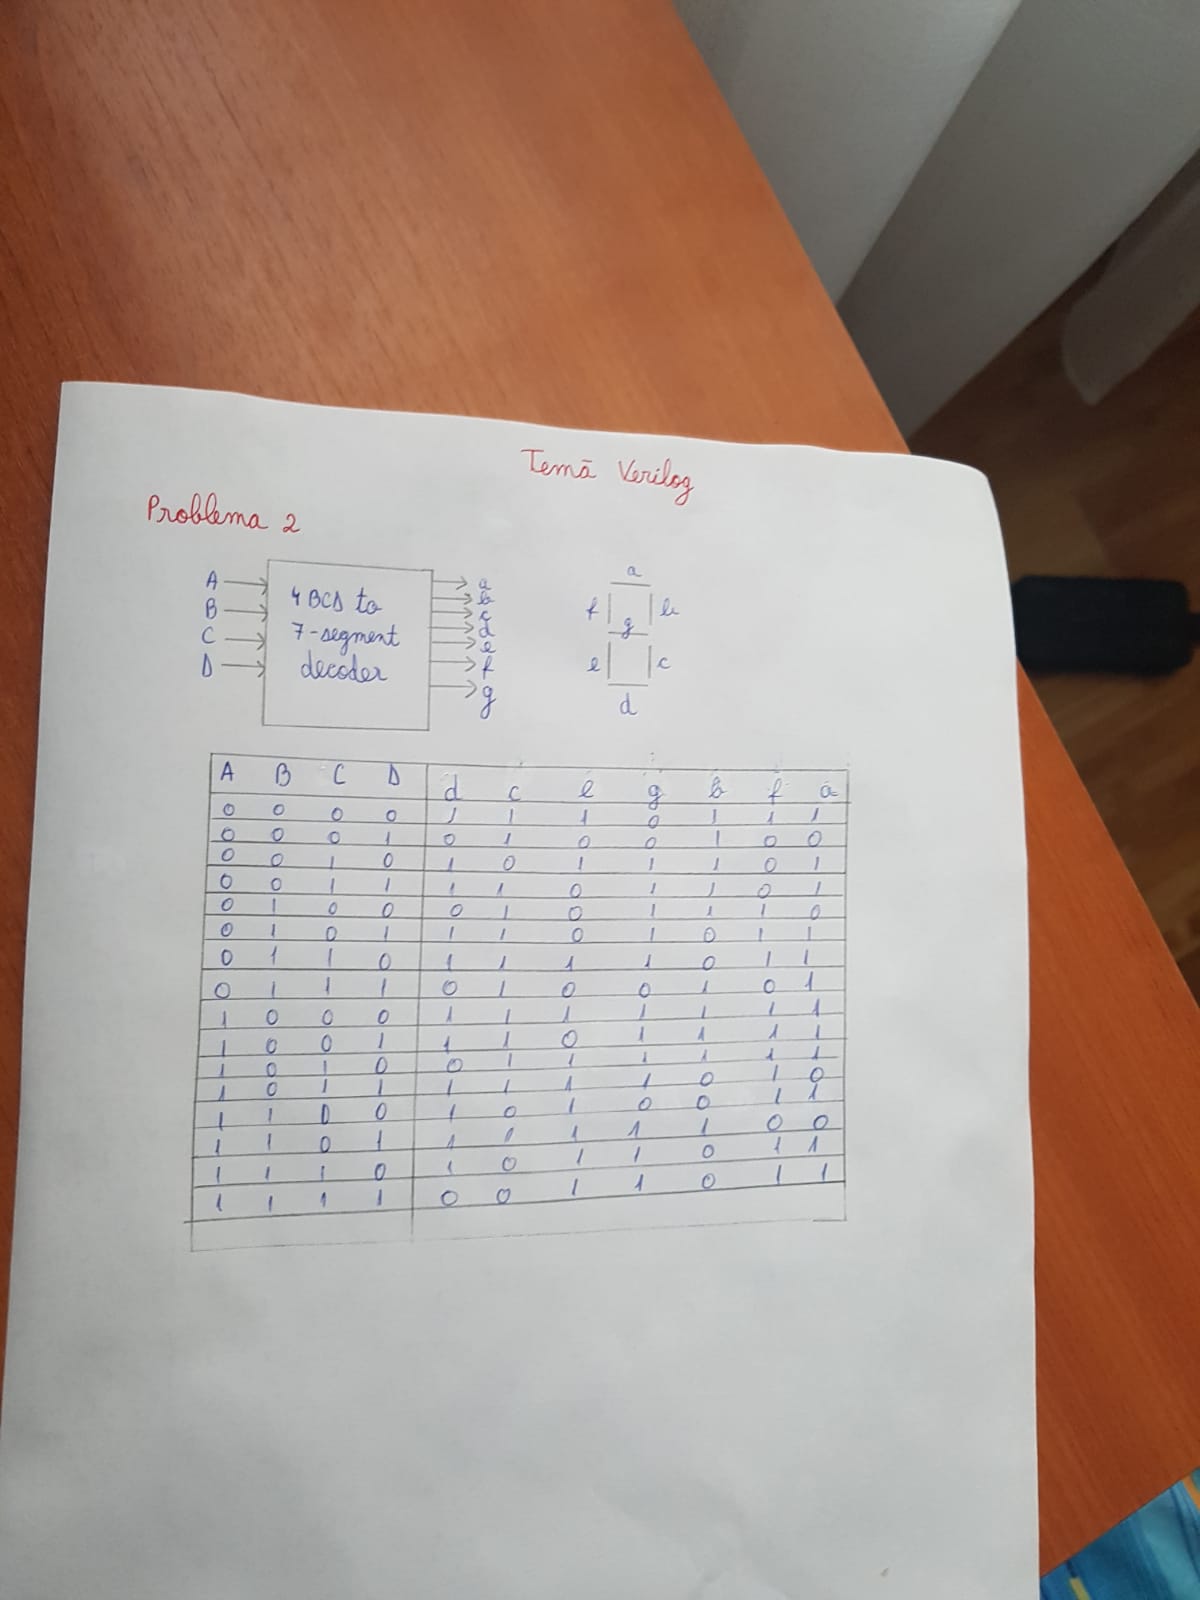 Temă Verilog
Problema 2
A
B
C
D
4 BCD to
7-segment
decoder
a
b
c
d
e
f
g
a
f b
g
e c
d
A B C D d c e g b f a
0 0 0 0 1 1 1 0 1 1 1
0 0 0 1 0 1 0 0 1 0 0
0 0 1 0 1 0 1 1 1 0 1
0 0 1 1 1 1 0 1 1 0 1
0 1 0 0 0 1 0 1 1 1 0
0 1 0 1 1 1 0 1 0 1 1
0 1 1 0 1 1 1 1 0 1 1
0 1 1 1 0 1 0 0 1 0 1
1 0 0 0 1 1 1 1 1 1 1
1 0 0 1 1 1 0 1 1 1 1
1 0 1 0 0 1 1 1 1 1 1
1 0 1 1 1 1 1 1 0 1 0
1 1 0 0 1 0 1 0 0 1 1
1 1 0 1 1 1 1 1 1 0 0
1 1 1 0 1 0 1 1 0 1 1
1 1 1 1 0 0 1 1 0 1 1